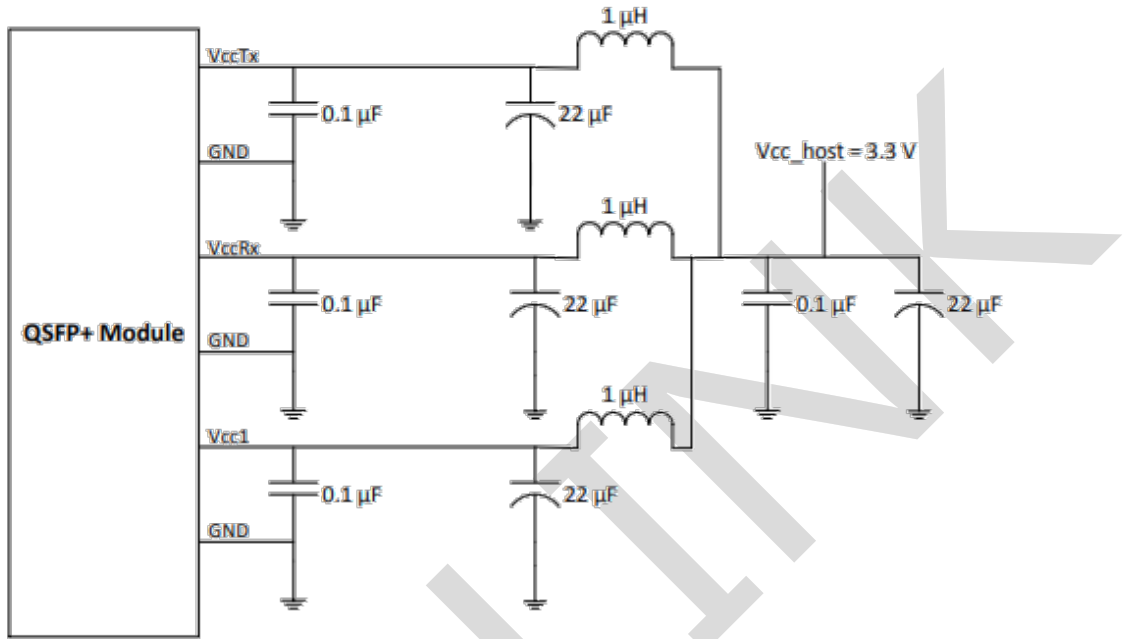 1 µH
VccTx
0.1 µF
22 µF
GND
Vcc_host = 3.3 V
1 µH
VccRx
0.1 µF
22 µF
0.1 µF
22 µF
QSFP+ Module
GND
1 µH
Vcc1
0.1 µF
22 µF
GND